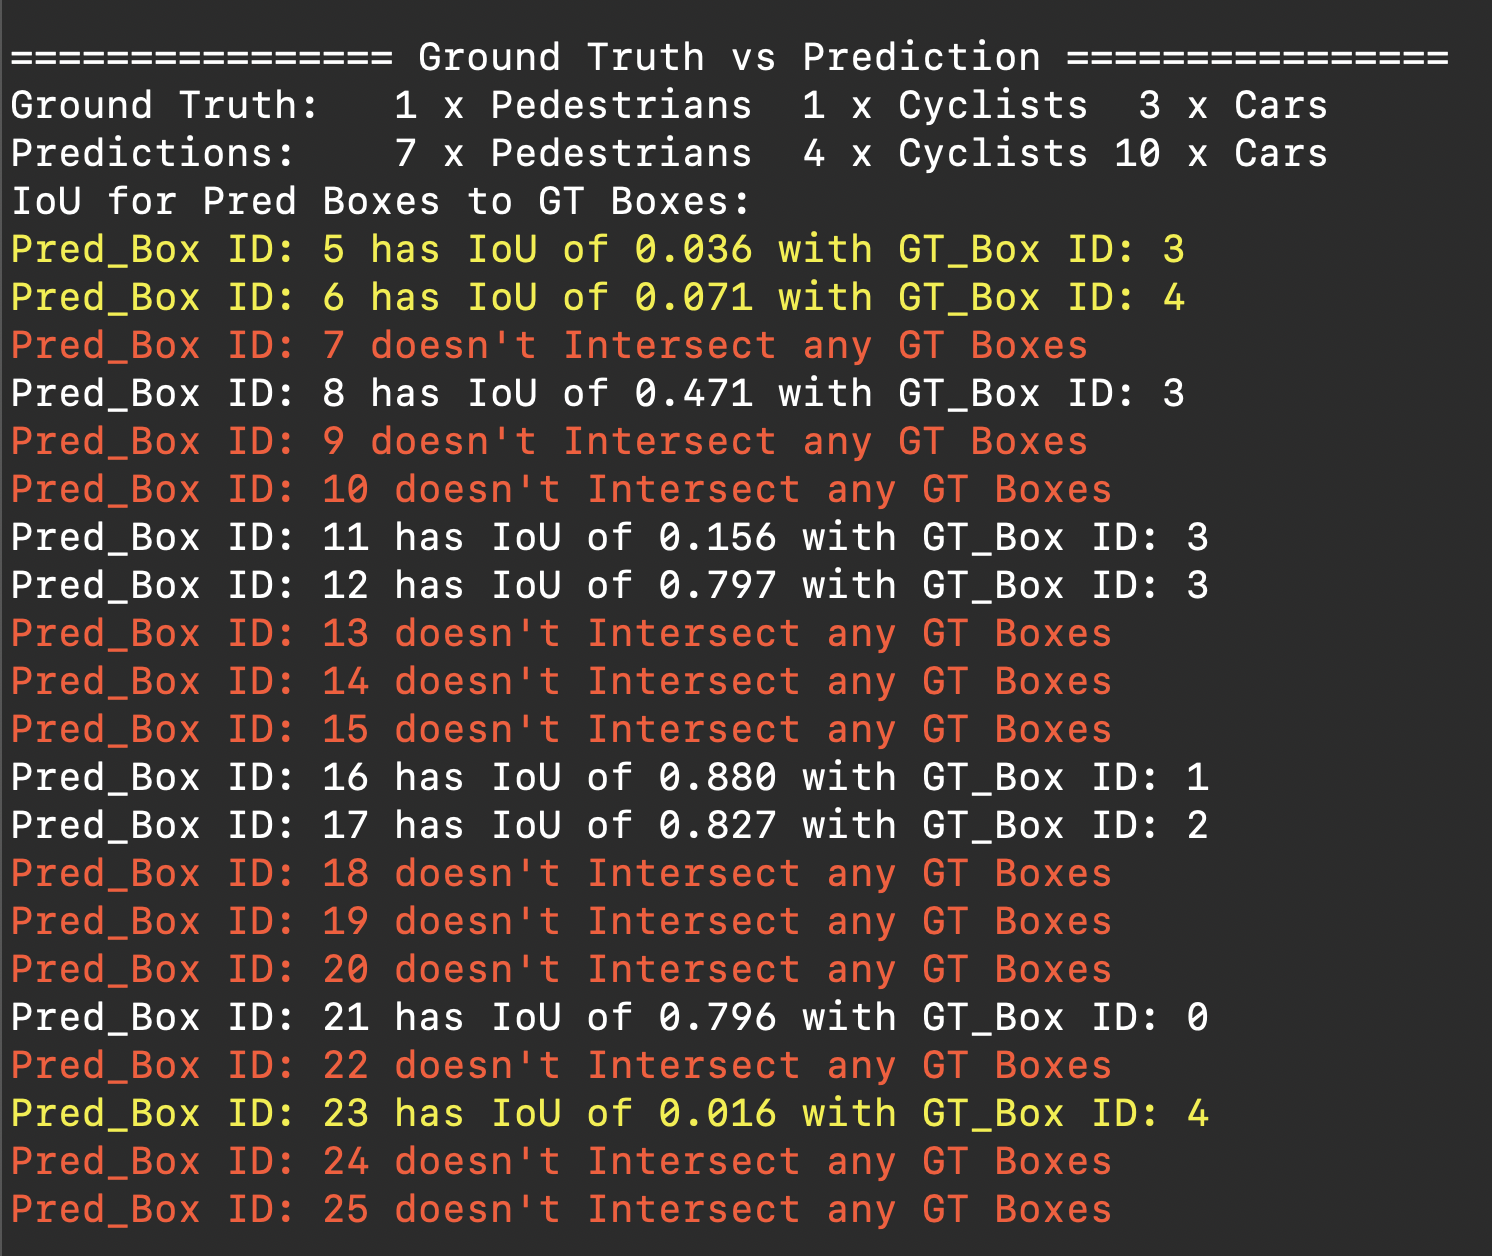 ================ Ground Truth vs Prediction ================
Ground Truth:   1 x Pedestrians  1 x Cyclists  3 x Cars
Predictions:    7 x Pedestrians  4 x Cyclists 10 x Cars
IoU for Pred Boxes to GT Boxes:
Pred_Box ID: 5 has IoU of 0.036 with GT_Box ID: 3
Pred_Box ID: 6 has IoU of 0.071 with GT_Box ID: 4
Pred_Box ID: 7 doesn't Intersect any GT Boxes
Pred_Box ID: 8 has IoU of 0.471 with GT_Box ID: 3
Pred_Box ID: 9 doesn't Intersect any GT Boxes
Pred_Box ID: 10 doesn't Intersect any GT Boxes
Pred_Box ID: 11 has IoU of 0.156 with GT_Box ID: 3
Pred_Box ID: 12 has IoU of 0.797 with GT_Box ID: 3
Pred_Box ID: 13 doesn't Intersect any GT Boxes
Pred_Box ID: 14 doesn't Intersect any GT Boxes
Pred_Box ID: 15 doesn't Intersect any GT Boxes
Pred_Box ID: 16 has IoU of 0.880 with GT_Box ID: 1
Pred_Box ID: 17 has IoU of 0.827 with GT_Box ID: 2
Pred_Box ID: 18 doesn't Intersect any GT Boxes
Pred_Box ID: 19 doesn't Intersect any GT Boxes
Pred_Box ID: 20 doesn't Intersect any GT Boxes
Pred_Box ID: 21 has IoU of 0.796 with GT_Box ID: 0
Pred_Box ID: 22 doesn't Intersect any GT Boxes
Pred_Box ID: 23 has IoU of 0.016 with GT_Box ID: 4
Pred_Box ID: 24 doesn't Intersect any GT Boxes
Pred_Box ID: 25 doesn't Intersect any GT Boxes